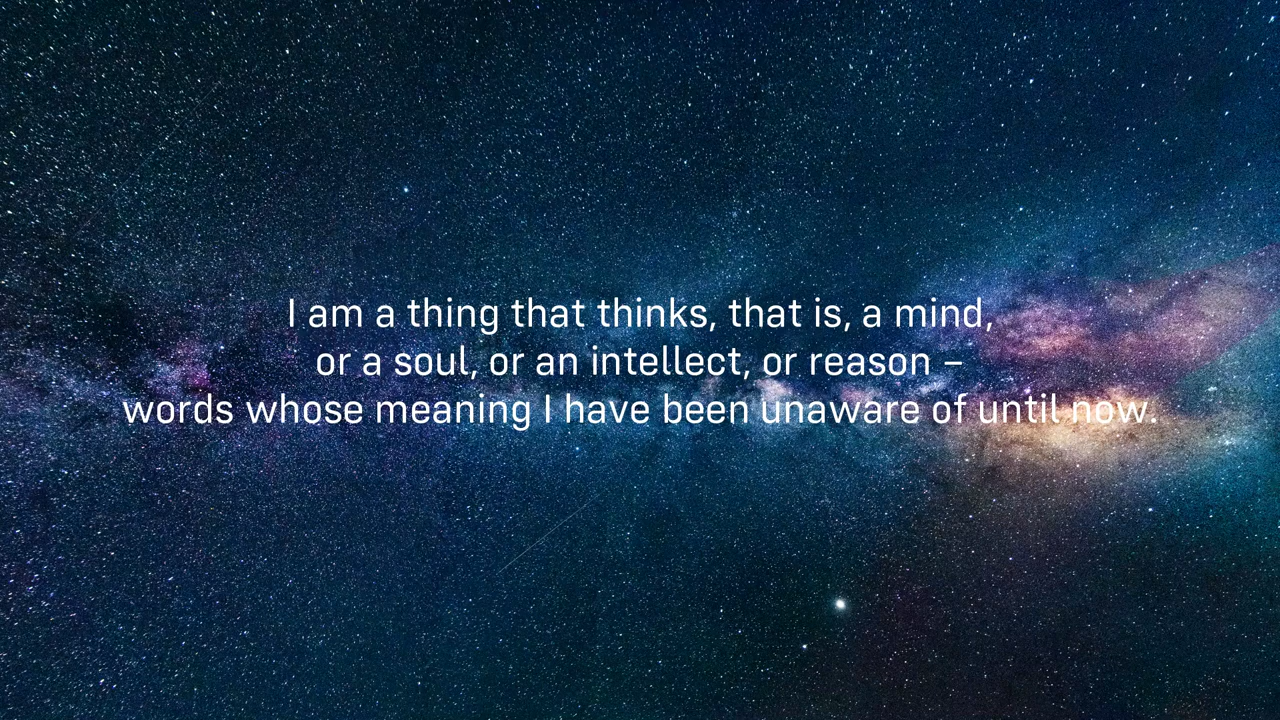 I am a thing that thinks, that is, a mind,
or a soul, or an intellect, or reason –
words whose meaning I have been unaware of until now.